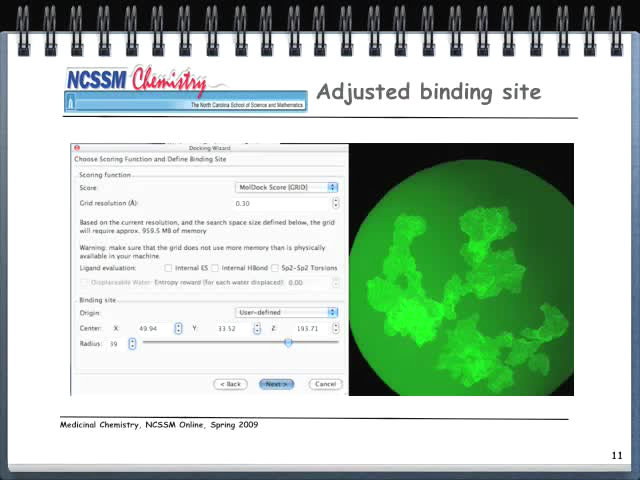 NCSSM Chemistry
The North Carolina School of Science and Mathematics
Adjusted binding site
Docking Wizard
Choose Scoring Function and Define Binding Site
Scoring function
Score: MolDock Score [GRID]
Grid resolution (Å): 0.30
Based on the current resolution, and the search space size defined below, the grid
will require approx. 959.5 MB of memory
Warning: make sure that the grid does not use more memory than is physically
available in your machine.
Ligand evaluation: Internal ES Internal HBond Sp2-Sp2 Torsions
Displaceable Water: Entropy reward (for each water displaced): 0.00
Binding site
Origin: User-defined
Center: X: 49.94 Y: 33.52 Z: 193.71
Radius: 39
< Back Next > Cancel
Medicinal Chemistry, NCSSM Online, Spring 2009
11